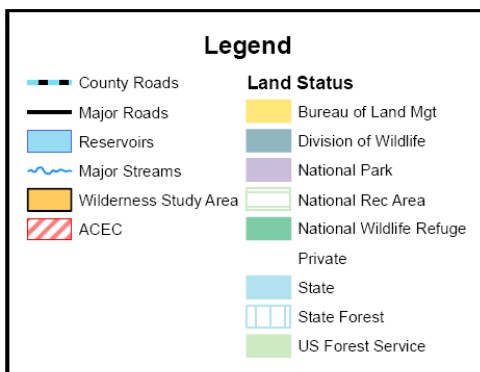 Legend
County Roads
Major Roads
Reservoirs
Major Streams
Wilderness Study Area
ACEC
Land Status
Bureau of Land Mgt
Division of Wildlife
National Park
National Rec Area
National Wildlife Refuge
Private
State
State Forest
US Forest Service